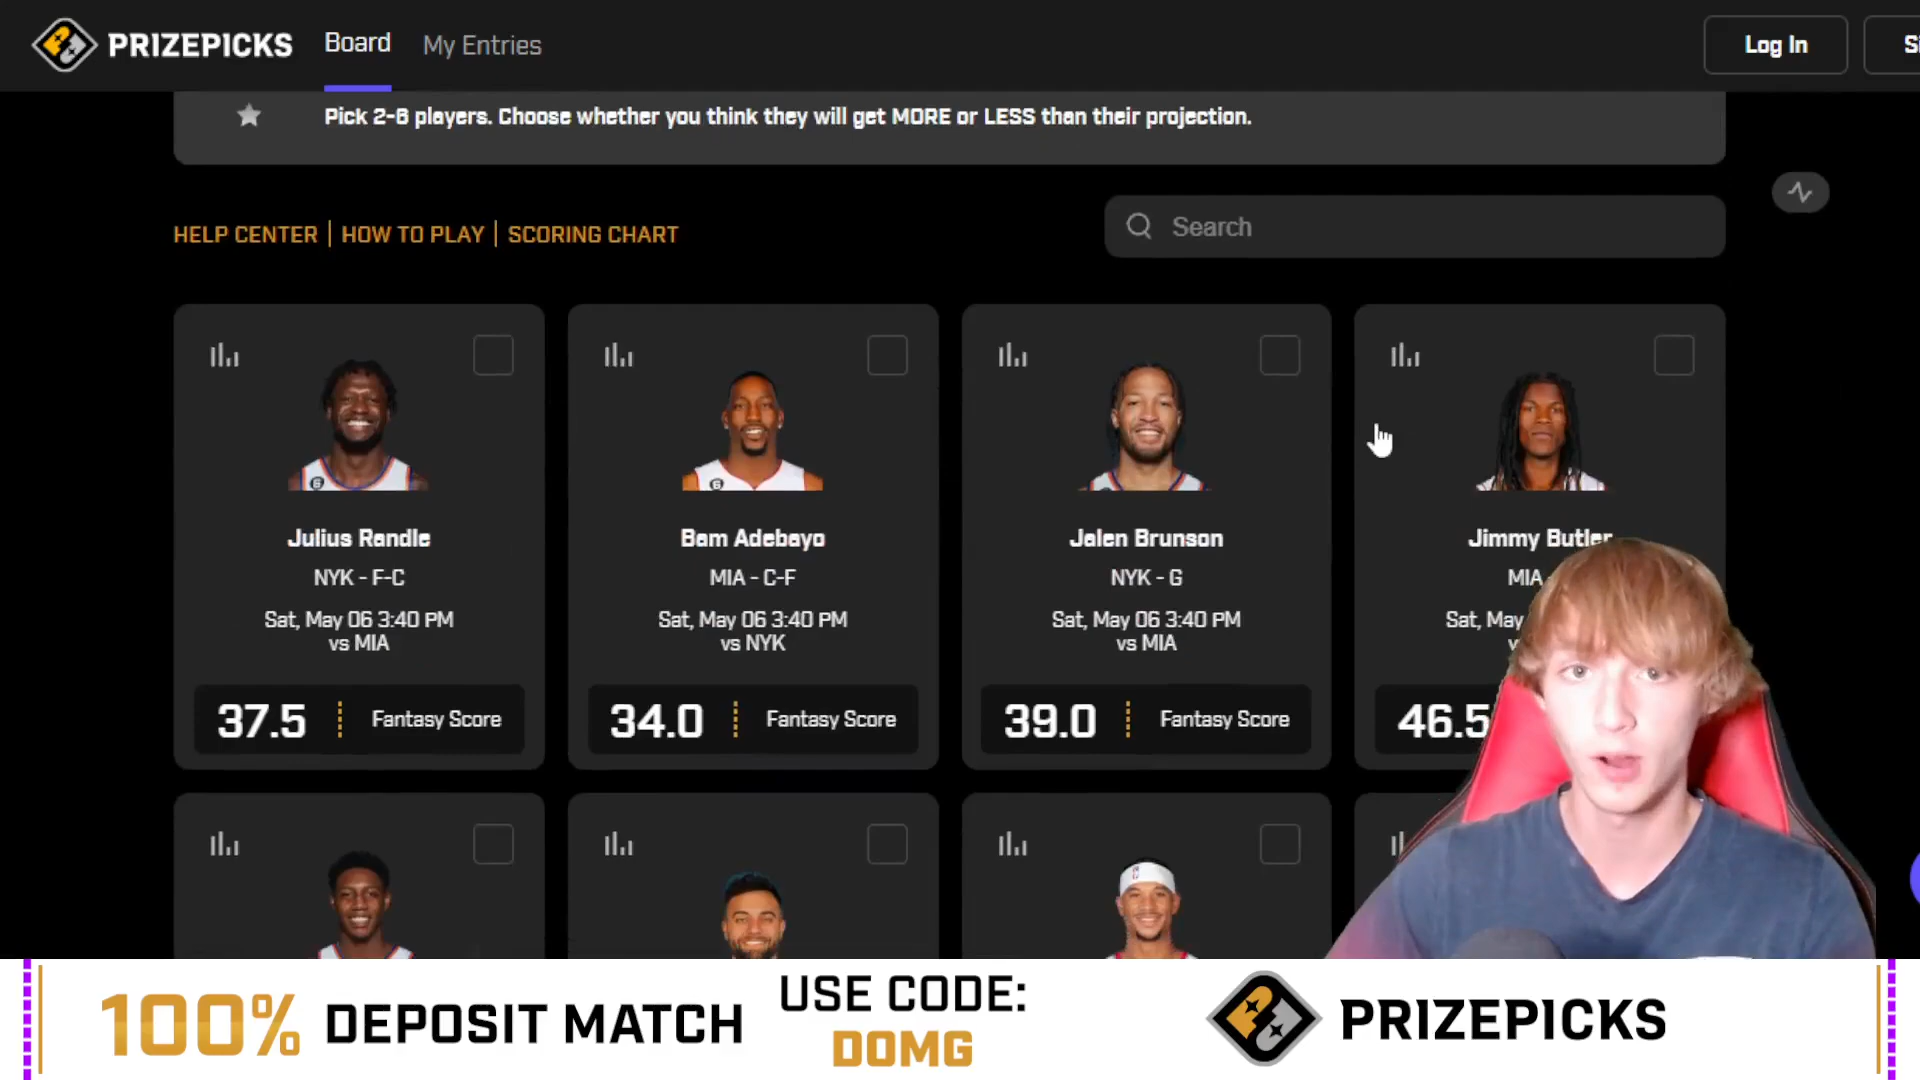 PRIZEPICKS Board My Entries Log In
Pick 2-6 players. Choose whether you think they will get MORE or LESS than their projection.
HELP CENTER | HOW TO PLAY | SCORING CHART
Search
Julius Randle
NYK - F-C
Sat, May 06 3:40 PM
vs MIA
37.5 Fantasy Score
Bam Adebayo
MIA - C-F
Sat, May 06 3:40 PM
vs NYK
34.0 Fantasy Score
Jalen Brunson
NYK - G
Sat, May 06 3:40 PM
vs MIA
39.0 Fantasy Score
Jimmy Butler
MIA
Sat, May
46.5
100% DEPOSIT MATCH
USE CODE:
DOMG
PRIZEPICKS